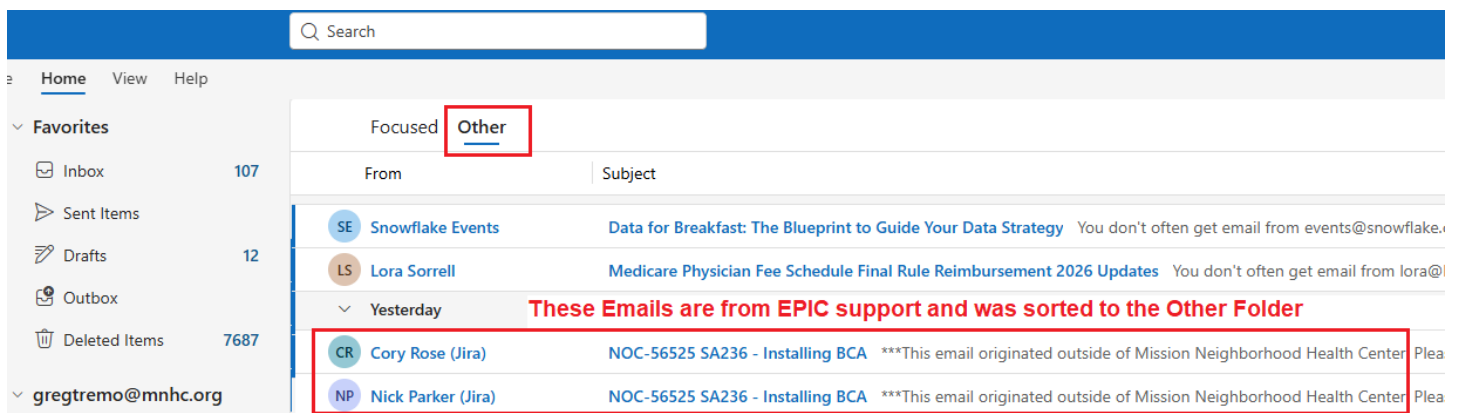 Search
Home View Help
Favorites
Inbox 107
Sent Items
Drafts 12
Outbox
Deleted Items 7687
gregtremo@mnhc.org
Focused Other
From Subject
SE Snowflake Events Data for Breakfast: The Blueprint to Guide Your Data Strategy You don't often get email from events@snowflake.
LS Lora Sorrell Medicare Physician Fee Schedule Final Rule Reimbursement 2026 Updates You don't often get email from lora@
Yesterday These Emails are from EPIC support and was sorted to the Other Folder
CR Cory Rose (Jira) NOC-56525 SA236 - Installing BCA ***This email originated outside of Mission Neighborhood Health Center Plea
NP Nick Parker (Jira) NOC-56525 SA236 - Installing BCA ***This email originated outside of Mission Neighborhood Health Center Plea